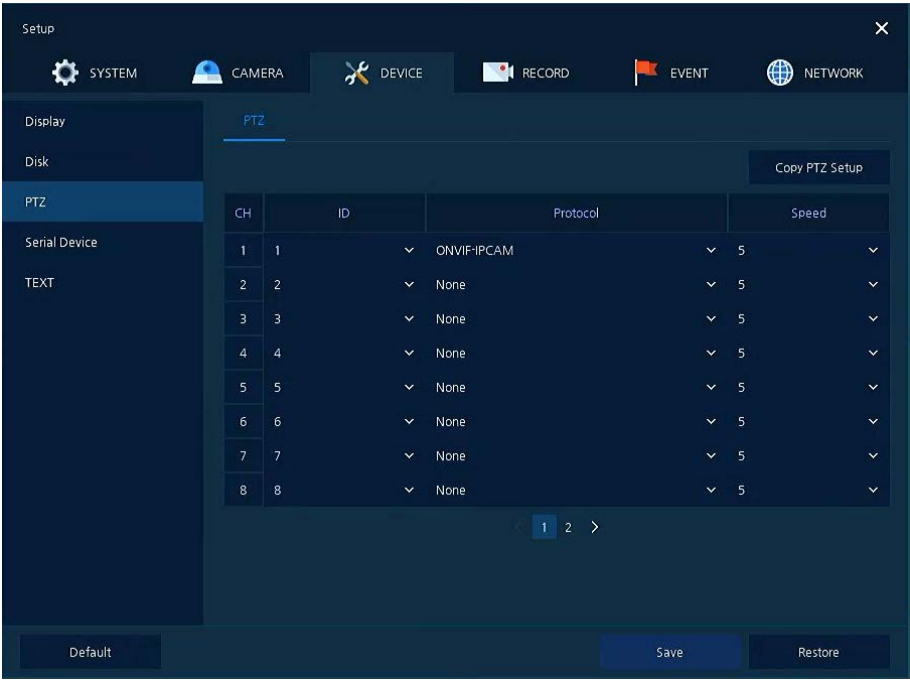 Setup
SYSTEM CAMERA DEVICE RECORD EVENT NETWORK
Display
Disk
PTZ
Serial Device
TEXT
PTZ
Copy PTZ Setup
CH ID Protocol Speed
1 1 ONVIF-IPCAM 5
2 2 None 5
3 3 None 5
4 4 None 5
5 5 None 5
6 6 None 5
7 7 None 5
8 8 None 5
1 2
Default Save Restore